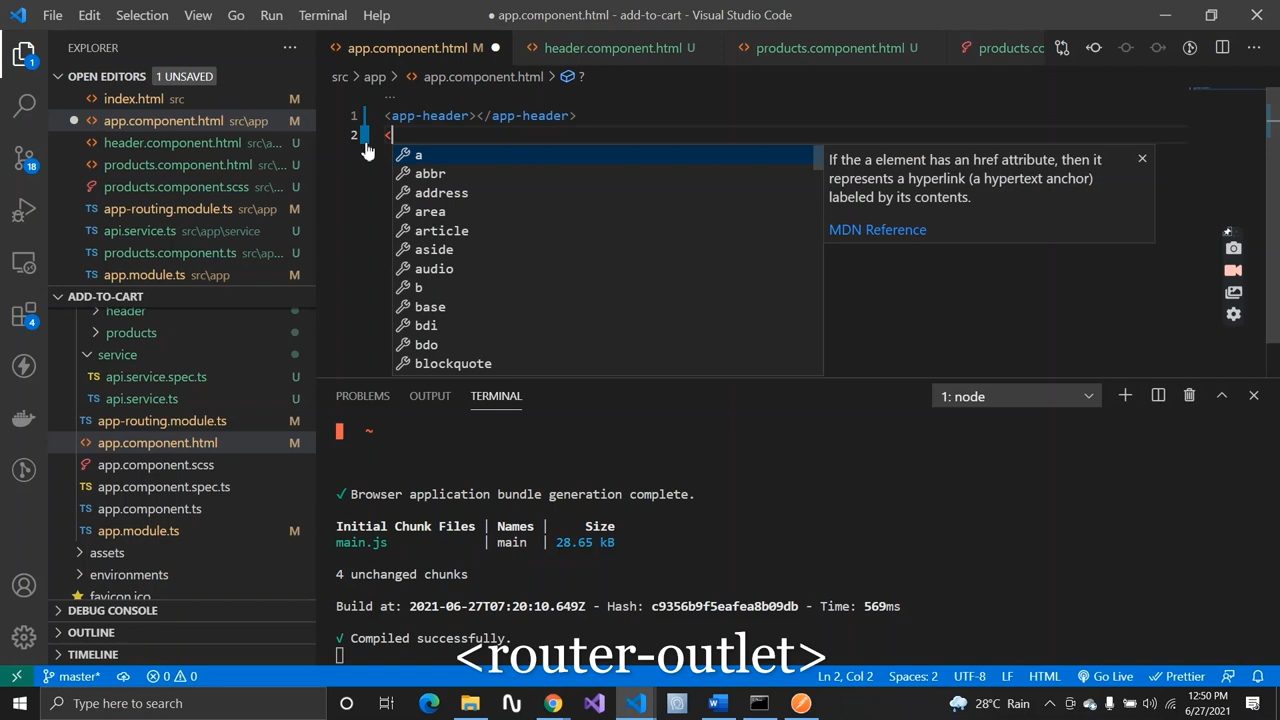 File Edit Selection View Go Run Terminal Help
● app.component.html - add-to-cart - Visual Studio Code
EXPLORER
OPEN EDITORS 1 UNSAVED
index.html src M
app.component.html src\app M
header.component.html src\a... U
products.component.html src... U
products.component.scss src\... U
app-routing.module.ts src\app M
api.service.ts src\app\service U
products.component.ts src\ap... U
app.module.ts src\app M
ADD-TO-CART
header
products
service
api.service.spec.ts U
api.service.ts U
app-routing.module.ts M
app.component.html M
app.component.scss
app.component.spec.ts
app.component.ts
app.module.ts M
assets
environments
favicon.ico
DEBUG CONSOLE
OUTLINE
TIMELINE
1
18
4
app.component.html M
header.component.html U
products.component.html U
products.co
src > app > app.component.html > ?
1 <app-header></app-header>
2 <
a
abbr
address
area
article
aside
audio
b
base
bdi
bdo
blockquote
If the a element has an href attribute, then it
represents a hyperlink (a hypertext anchor)
labeled by its contents.
MDN Reference
PROBLEMS OUTPUT TERMINAL
1: node
~
✓ Browser application bundle generation complete.
Initial Chunk Files | Names | Size
main.js | main | 28.65 kB
4 unchanged chunks
Build at: 2021-06-27T07:20:10.649Z - Hash: c9356b9f5eafea8b09db - Time: 569ms
✓ Compiled successfully.
<router-outlet>
master* 0 0
Ln 2, Col 2 Spaces: 2 UTF-8 LF HTML Go Live Prettier
Type here to search
28°C Rain
12:50 PM
6/27/2021